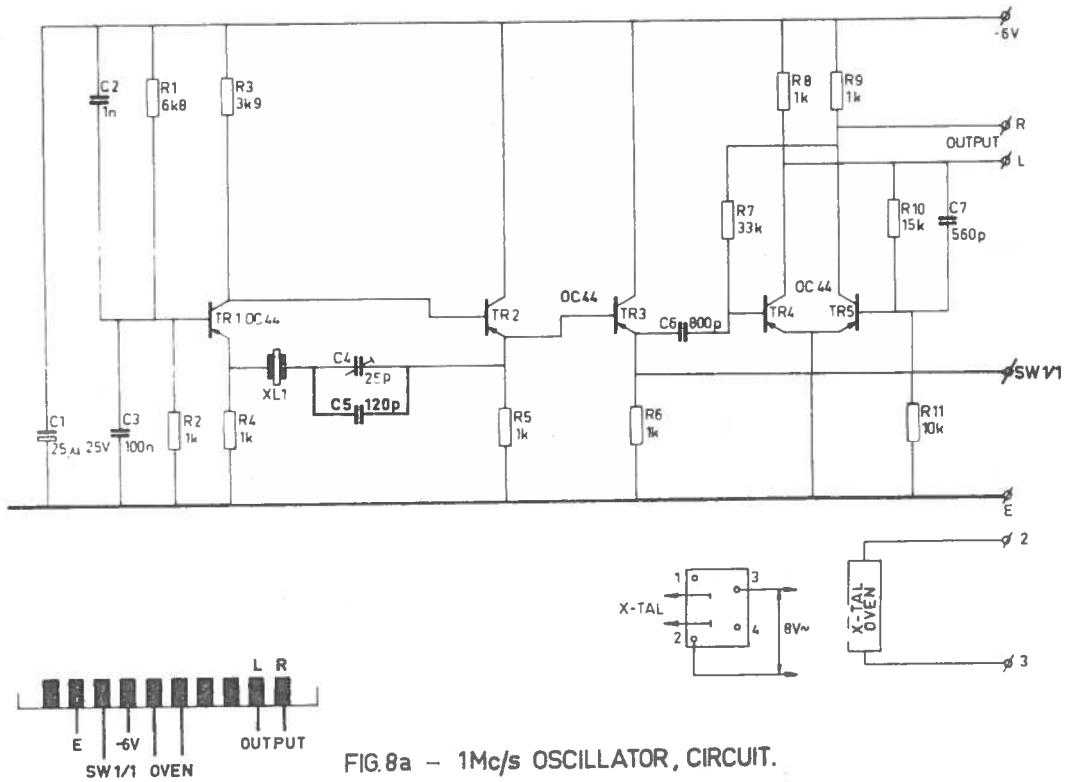 -6V
C2
1n
R1
6k8
R3
3k9
R8
1k
R9
1k
R
OUTPUT
L
R7
33k
R10
15k
C7
560p
TR1 OC44
TR2
OC44
TR3
C6 800p
OC44
TR4
TR5
XL1
C4
25p
C5 120p
SW1/1
C1
25µ 25V
C3
100n
R2
1k
R4
1k
R5
1k
R6
1k
R11
10k
E
2
1
3
X-TAL
2
4
8V~
X-TAL
OVEN
3
L R
E
-6V
OUTPUT
SW1/1 OVEN
FIG.8a - 1Mc/s OSCILLATOR, CIRCUIT.